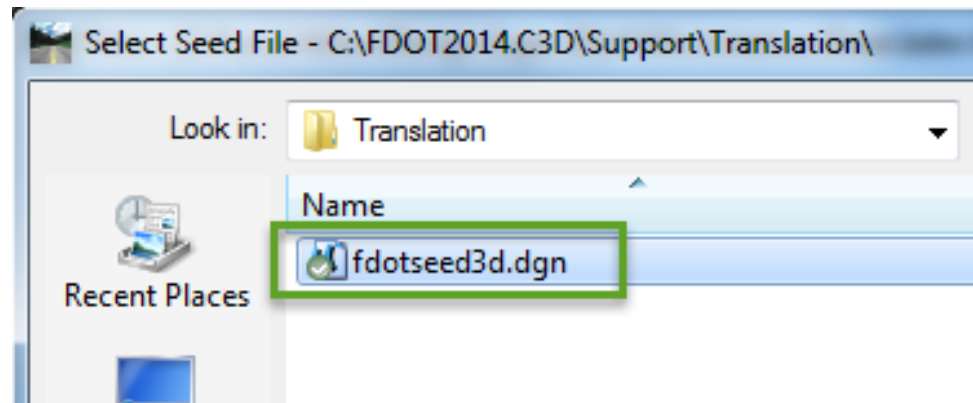 Select Seed File - C:\FDOT2014.C3D\Support\Translation\
Look in: Translation
Name
fdotseed3d.dgn
Recent Places